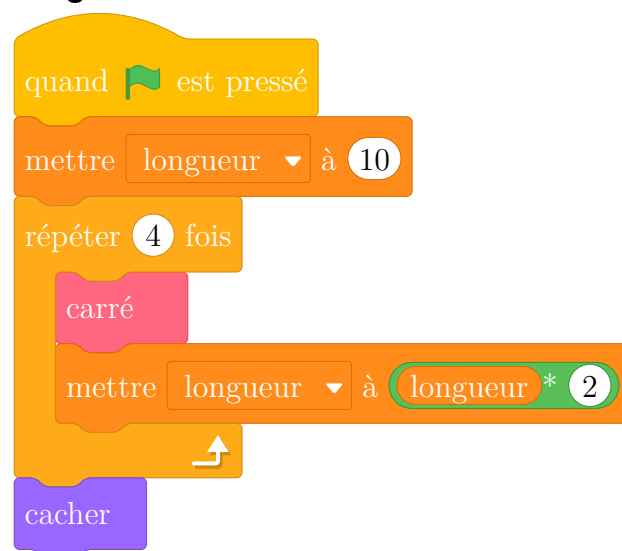 quand est pressé
mettre longueur à 10
répéter 4 fois
carré
mettre longueur à longueur * 2
cacher